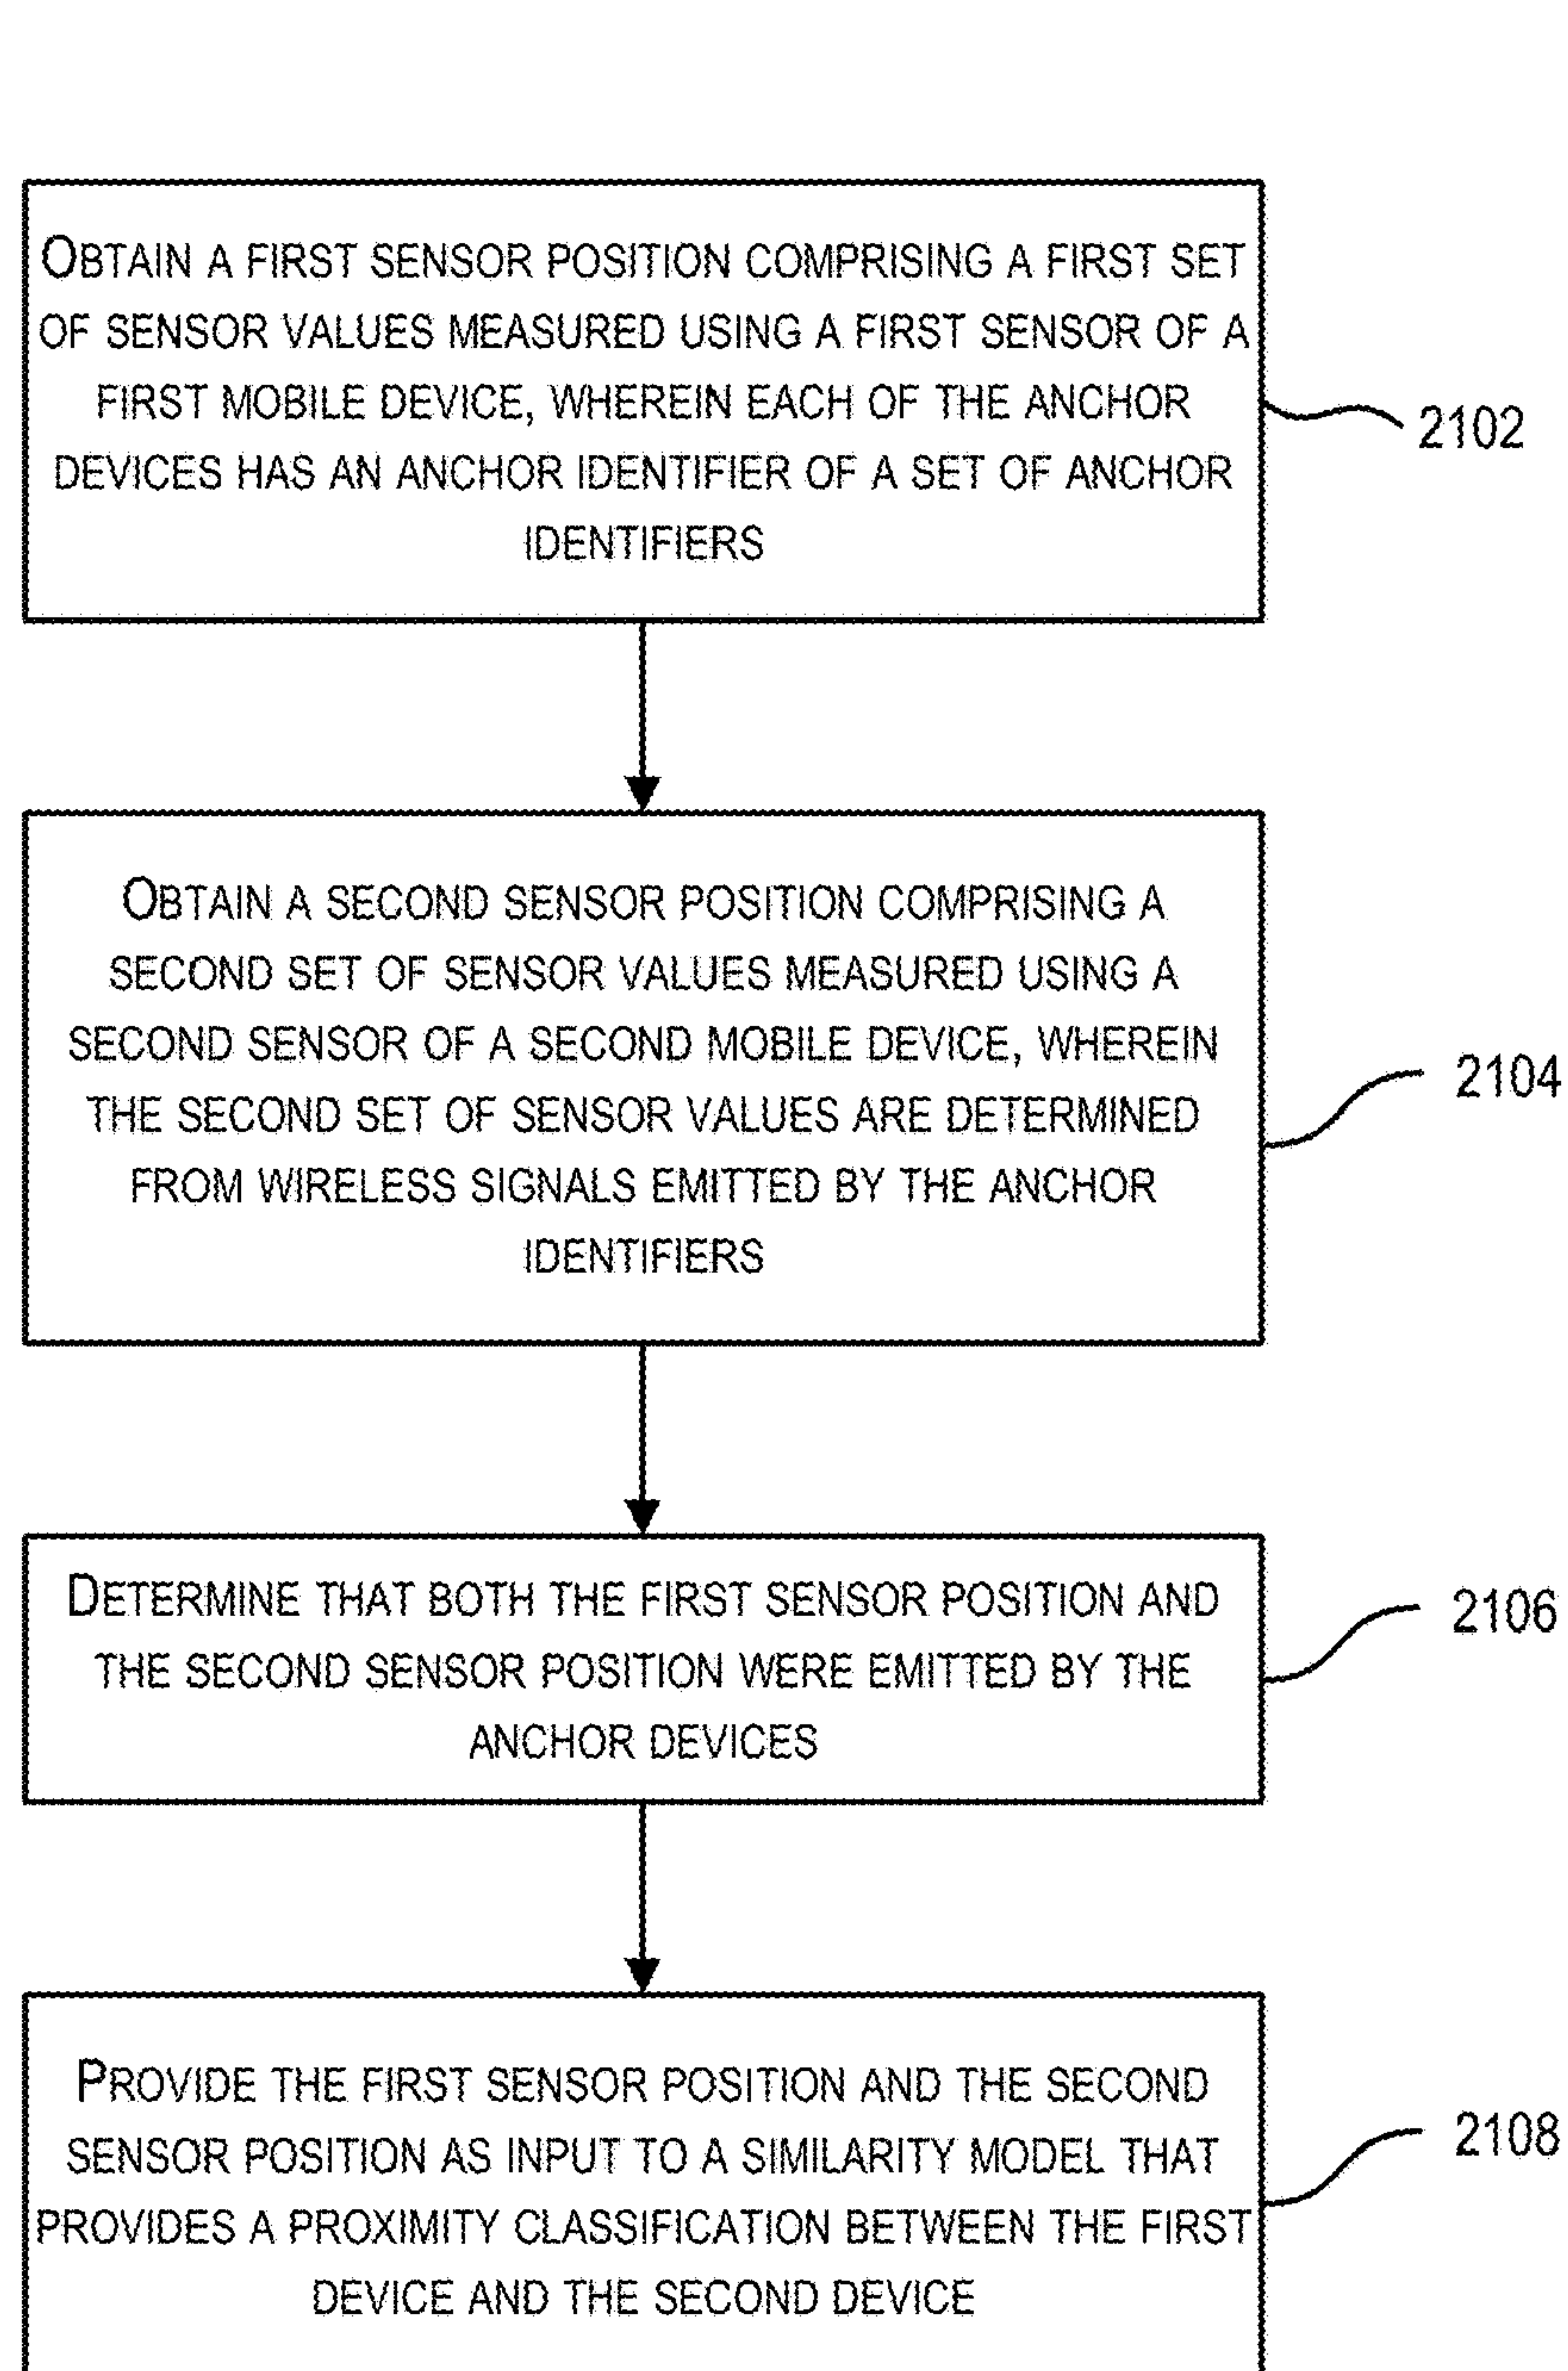 OBTAIN A FIRST SENSOR POSITION COMPRISING A FIRST SET
OF SENSOR VALUES MEASURED USING A FIRST SENSOR OF A
FIRST MOBILE DEVICE, WHEREIN EACH OF THE ANCHOR
DEVICES HAS AN ANCHOR IDENTIFIER OF A SET OF ANCHOR
IDENTIFIERS
2102
OBTAIN A SECOND SENSOR POSITION COMPRISING A
SECOND SET OF SENSOR VALUES MEASURED USING A
SECOND SENSOR OF A SECOND MOBILE DEVICE, WHEREIN
THE SECOND SET OF SENSOR VALUES ARE DETERMINED
FROM WIRELESS SIGNALS EMITTED BY THE ANCHOR
IDENTIFIERS
2104
DETERMINE THAT BOTH THE FIRST SENSOR POSITION AND
THE SECOND SENSOR POSITION WERE EMITTED BY THE
ANCHOR DEVICES
2106
PROVIDE THE FIRST SENSOR POSITION AND THE SECOND
SENSOR POSITION AS INPUT TO A SIMILARITY MODEL THAT
PROVIDES A PROXIMITY CLASSIFICATION BETWEEN THE FIRST
DEVICE AND THE SECOND DEVICE
2108